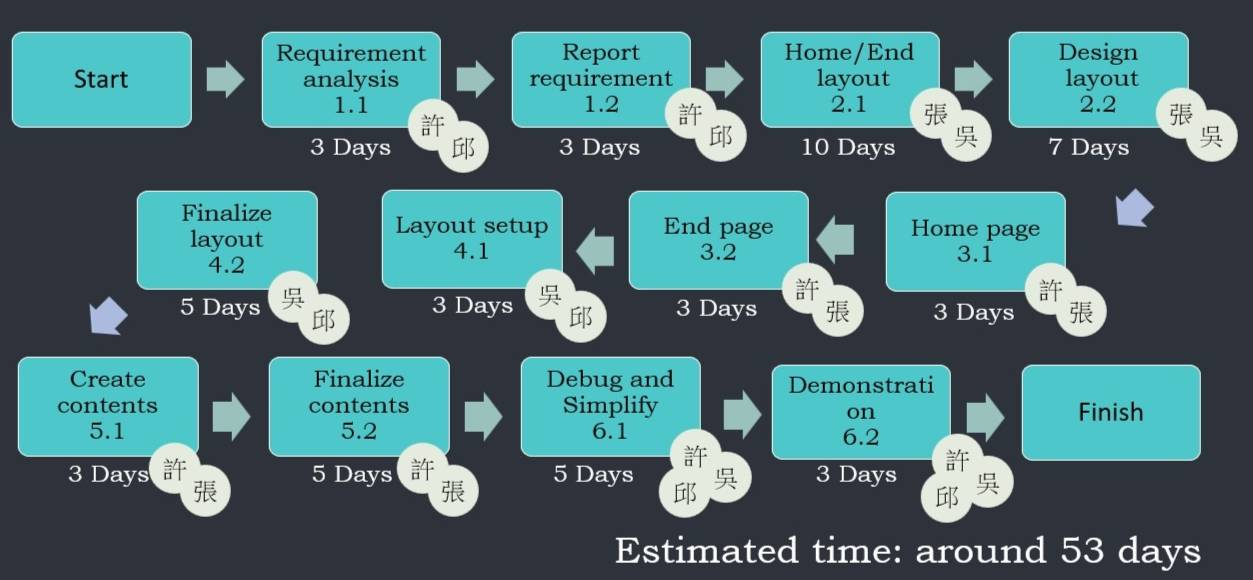 Start
Requirement
analysis
1.1
許
邱
3 Days
Report
requirement
1.2
許
邱
3 Days
Home/End
layout
2.1
張
吳
10 Days
Design
layout
2.2
張
吳
7 Days
Home page
3.1
許
張
3 Days
End page
3.2
許
張
3 Days
Layout setup
4.1
吳
邱
3 Days
Finalize
layout
4.2
吳
邱
5 Days
Create
contents
5.1
許
張
3 Days
Finalize
contents
5.2
許
張
5 Days
Debug and
Simplify
6.1
許
吳
邱
5 Days
Demonstrati
on
6.2
許
吳
邱
3 Days
Finish
Estimated time: around 53 days